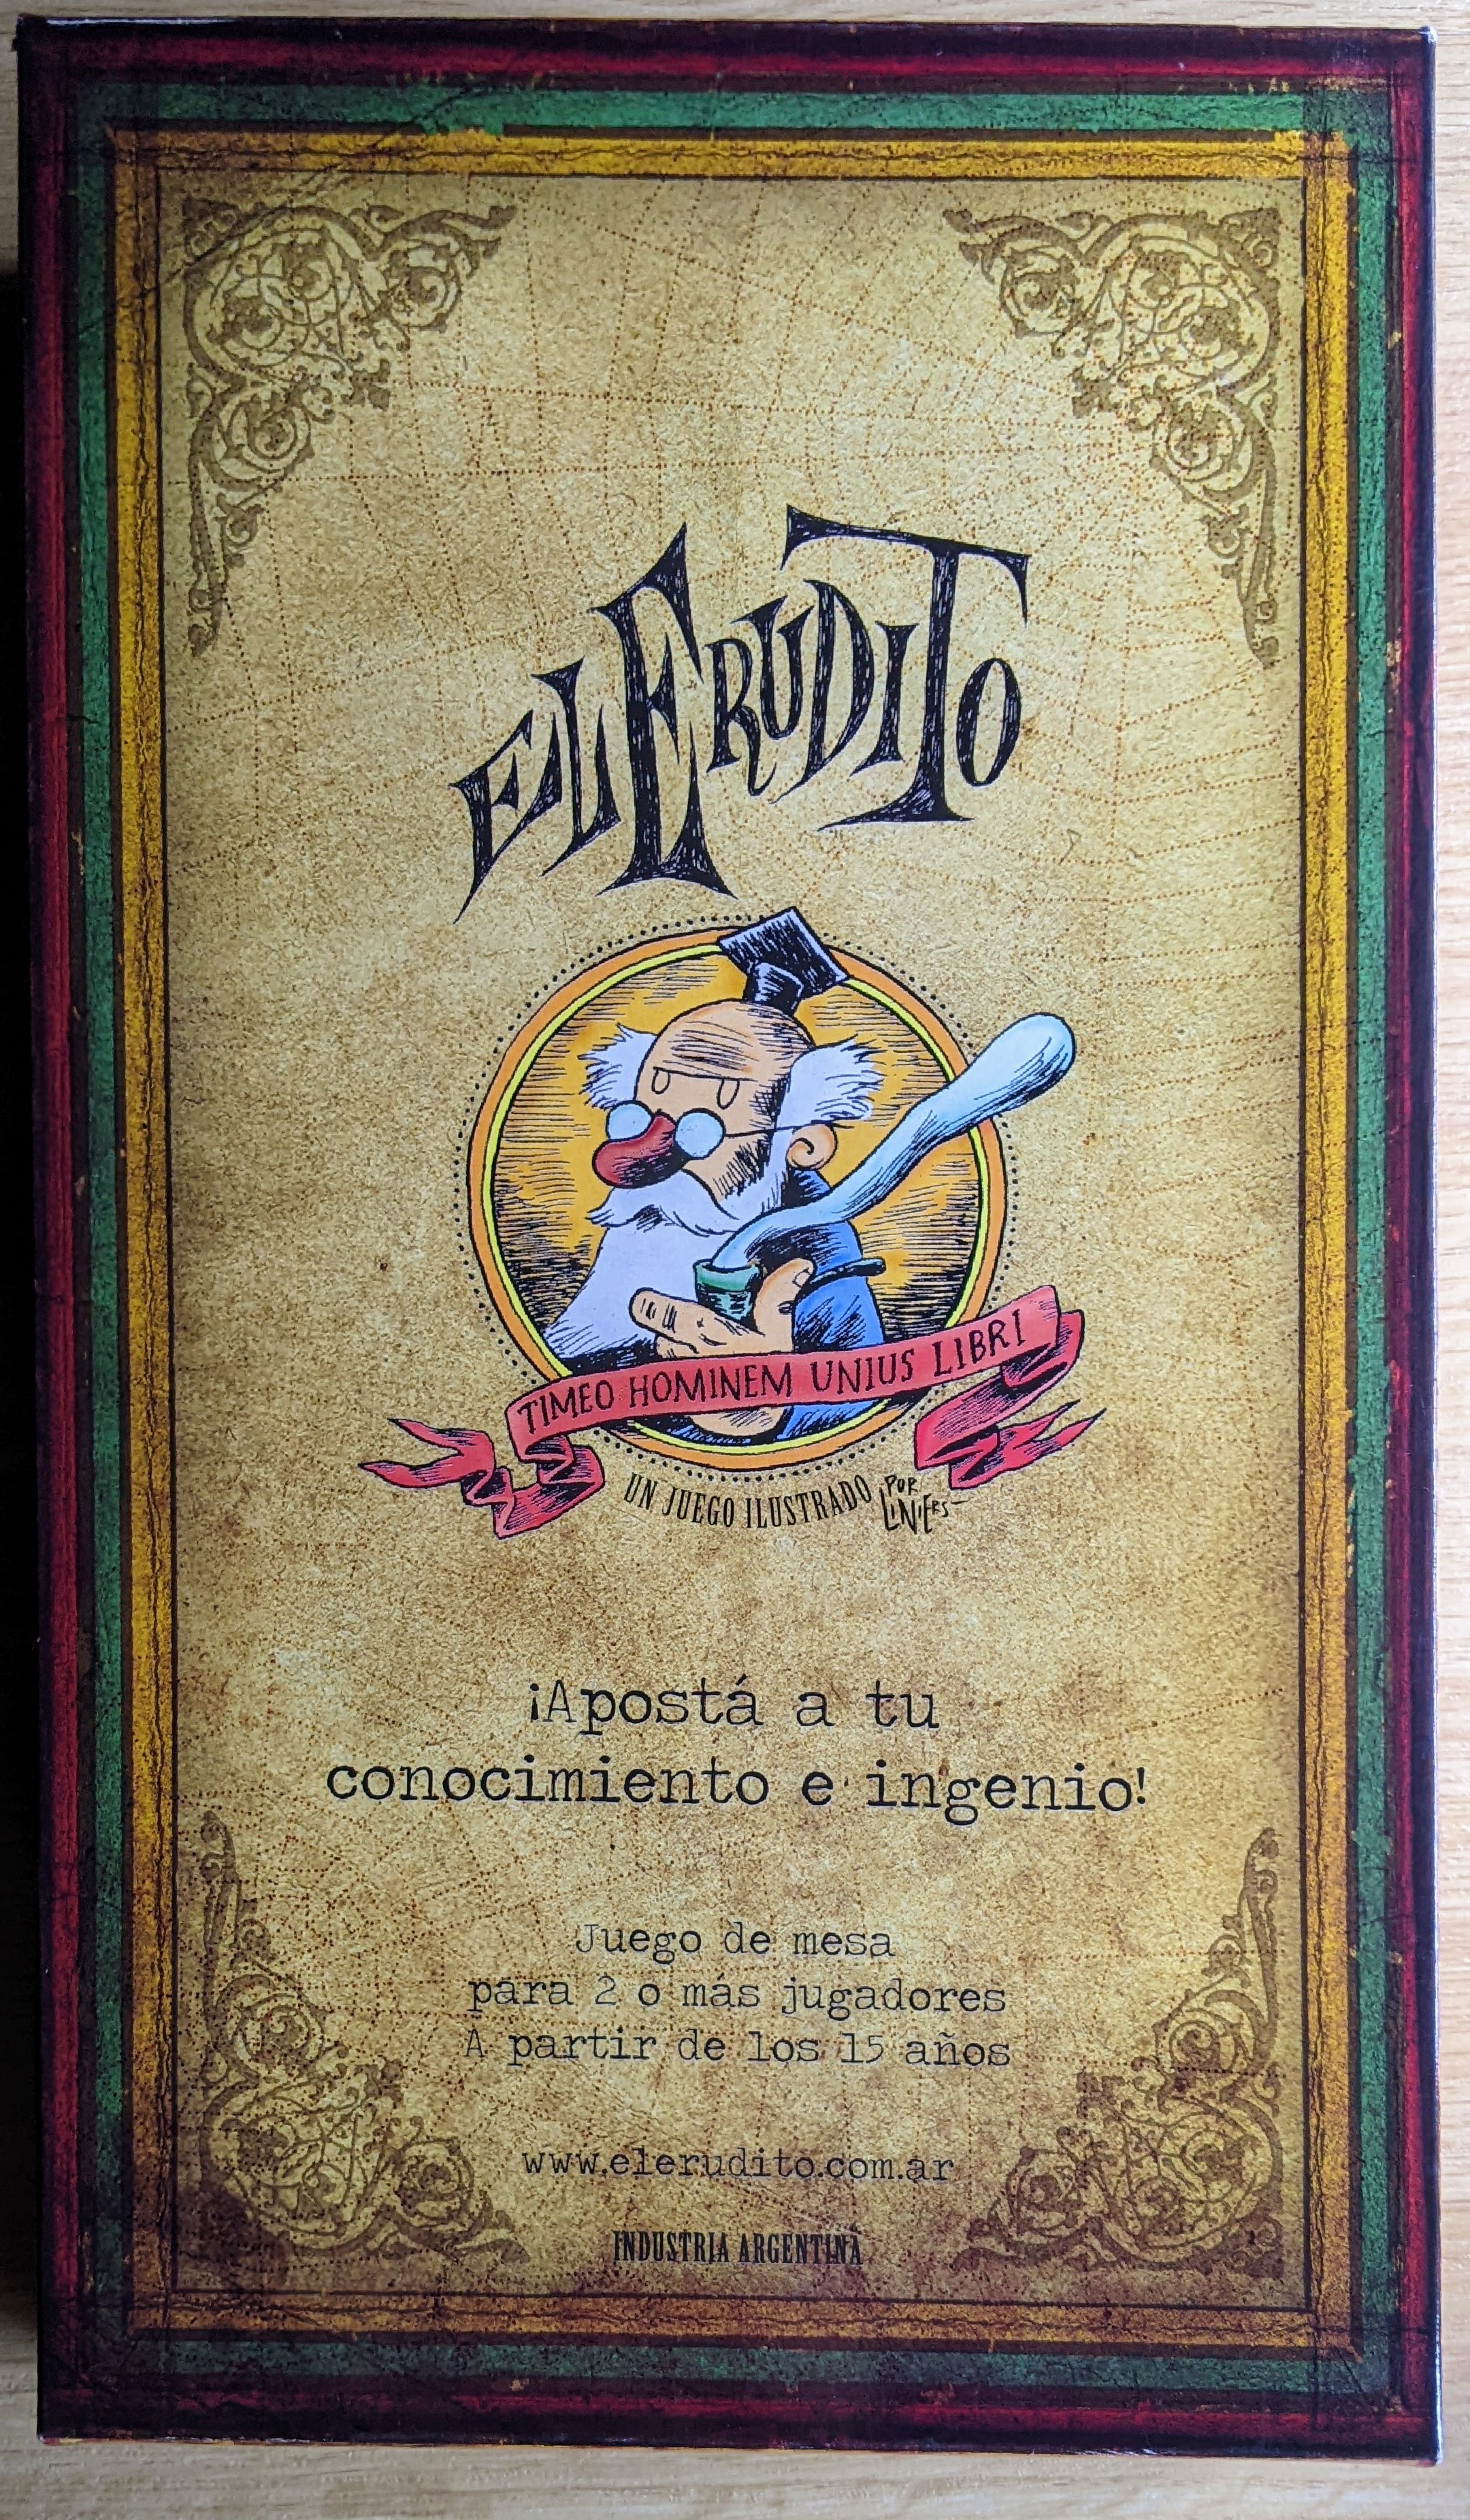 EL ERUDITO
TIMEO HOMINEM UNIUS LIBRI
UN JUEGO ILUSTRADO POR LINIERS
¡Apostá a tu
conocimiento e ingenio!
Juego de mesa
para 2 o más jugadores
A partir de los 15 años
www.elerudito.com.ar
INDUSTRIA ARGENTINA